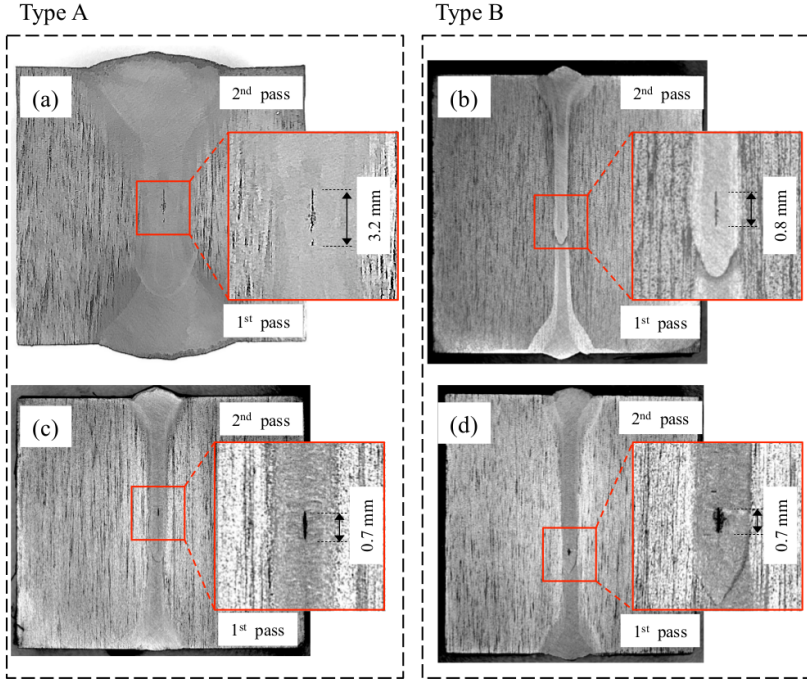 Type A
Type B
(a)
2nd pass
3.2 mm
1st pass
(b)
2nd pass
0.8 mm
1st pass
(c)
2nd pass
0.7 mm
1st pass
(d)
2nd pass
0.7 mm
1st pass